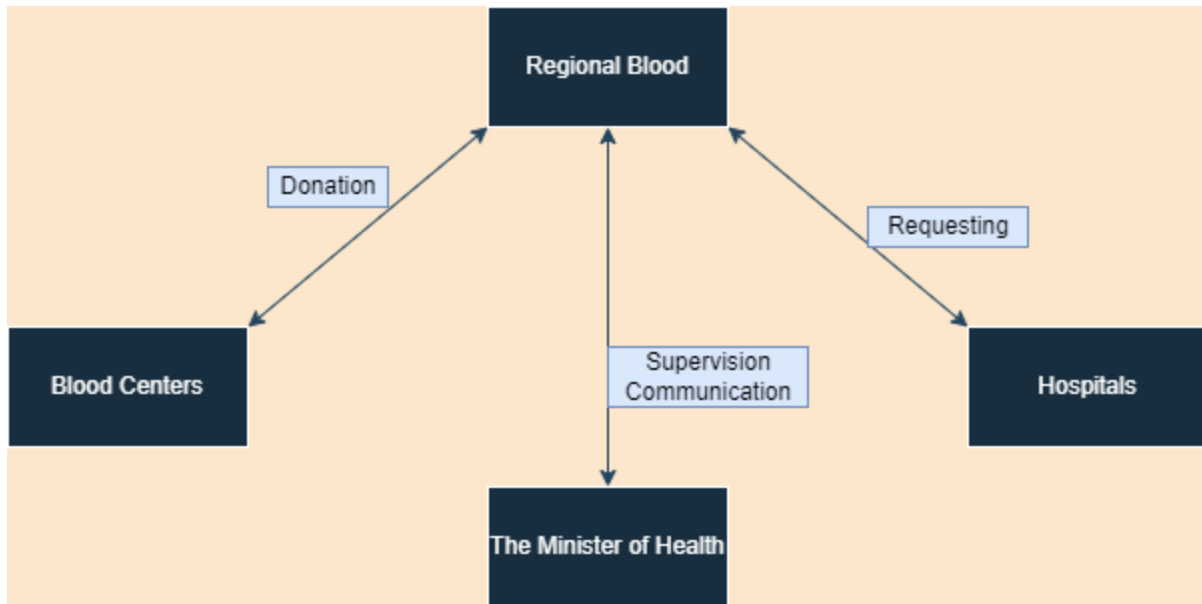 Regional Blood
Donation
Requesting
Blood Centers
Supervision
Communication
Hospitals
The Minister of Health